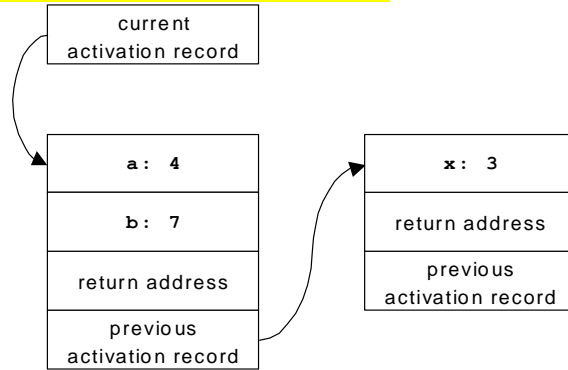 current
activation record
a: 4
b: 7
return address
previous
activation record
x: 3
return address
previous
activation record